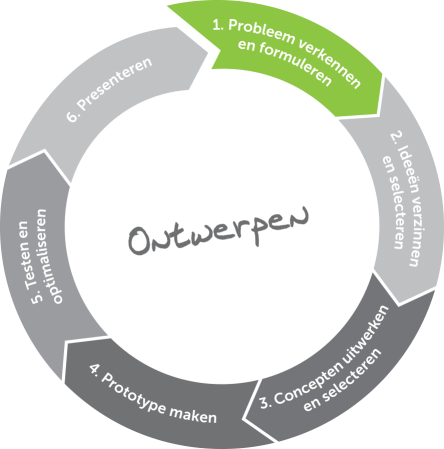 1. Probleem verkennen
en formuleren
2. Ideeën verzinnen
en selecteren
3. Concepten uitwerken
en selecteren
4. Prototype maken
5. Testen en
optimaliseren
6. Presenteren
Ontwerpen